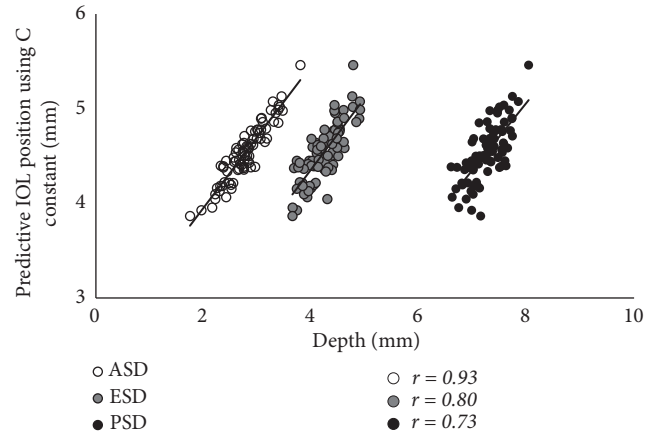 Predictive IOL position using C
constant (mm)
6
5
4
3
0 2 4 6 8 10
Depth (mm)
ASD
ESD
PSD
r = 0.93
r = 0.80
r = 0.73